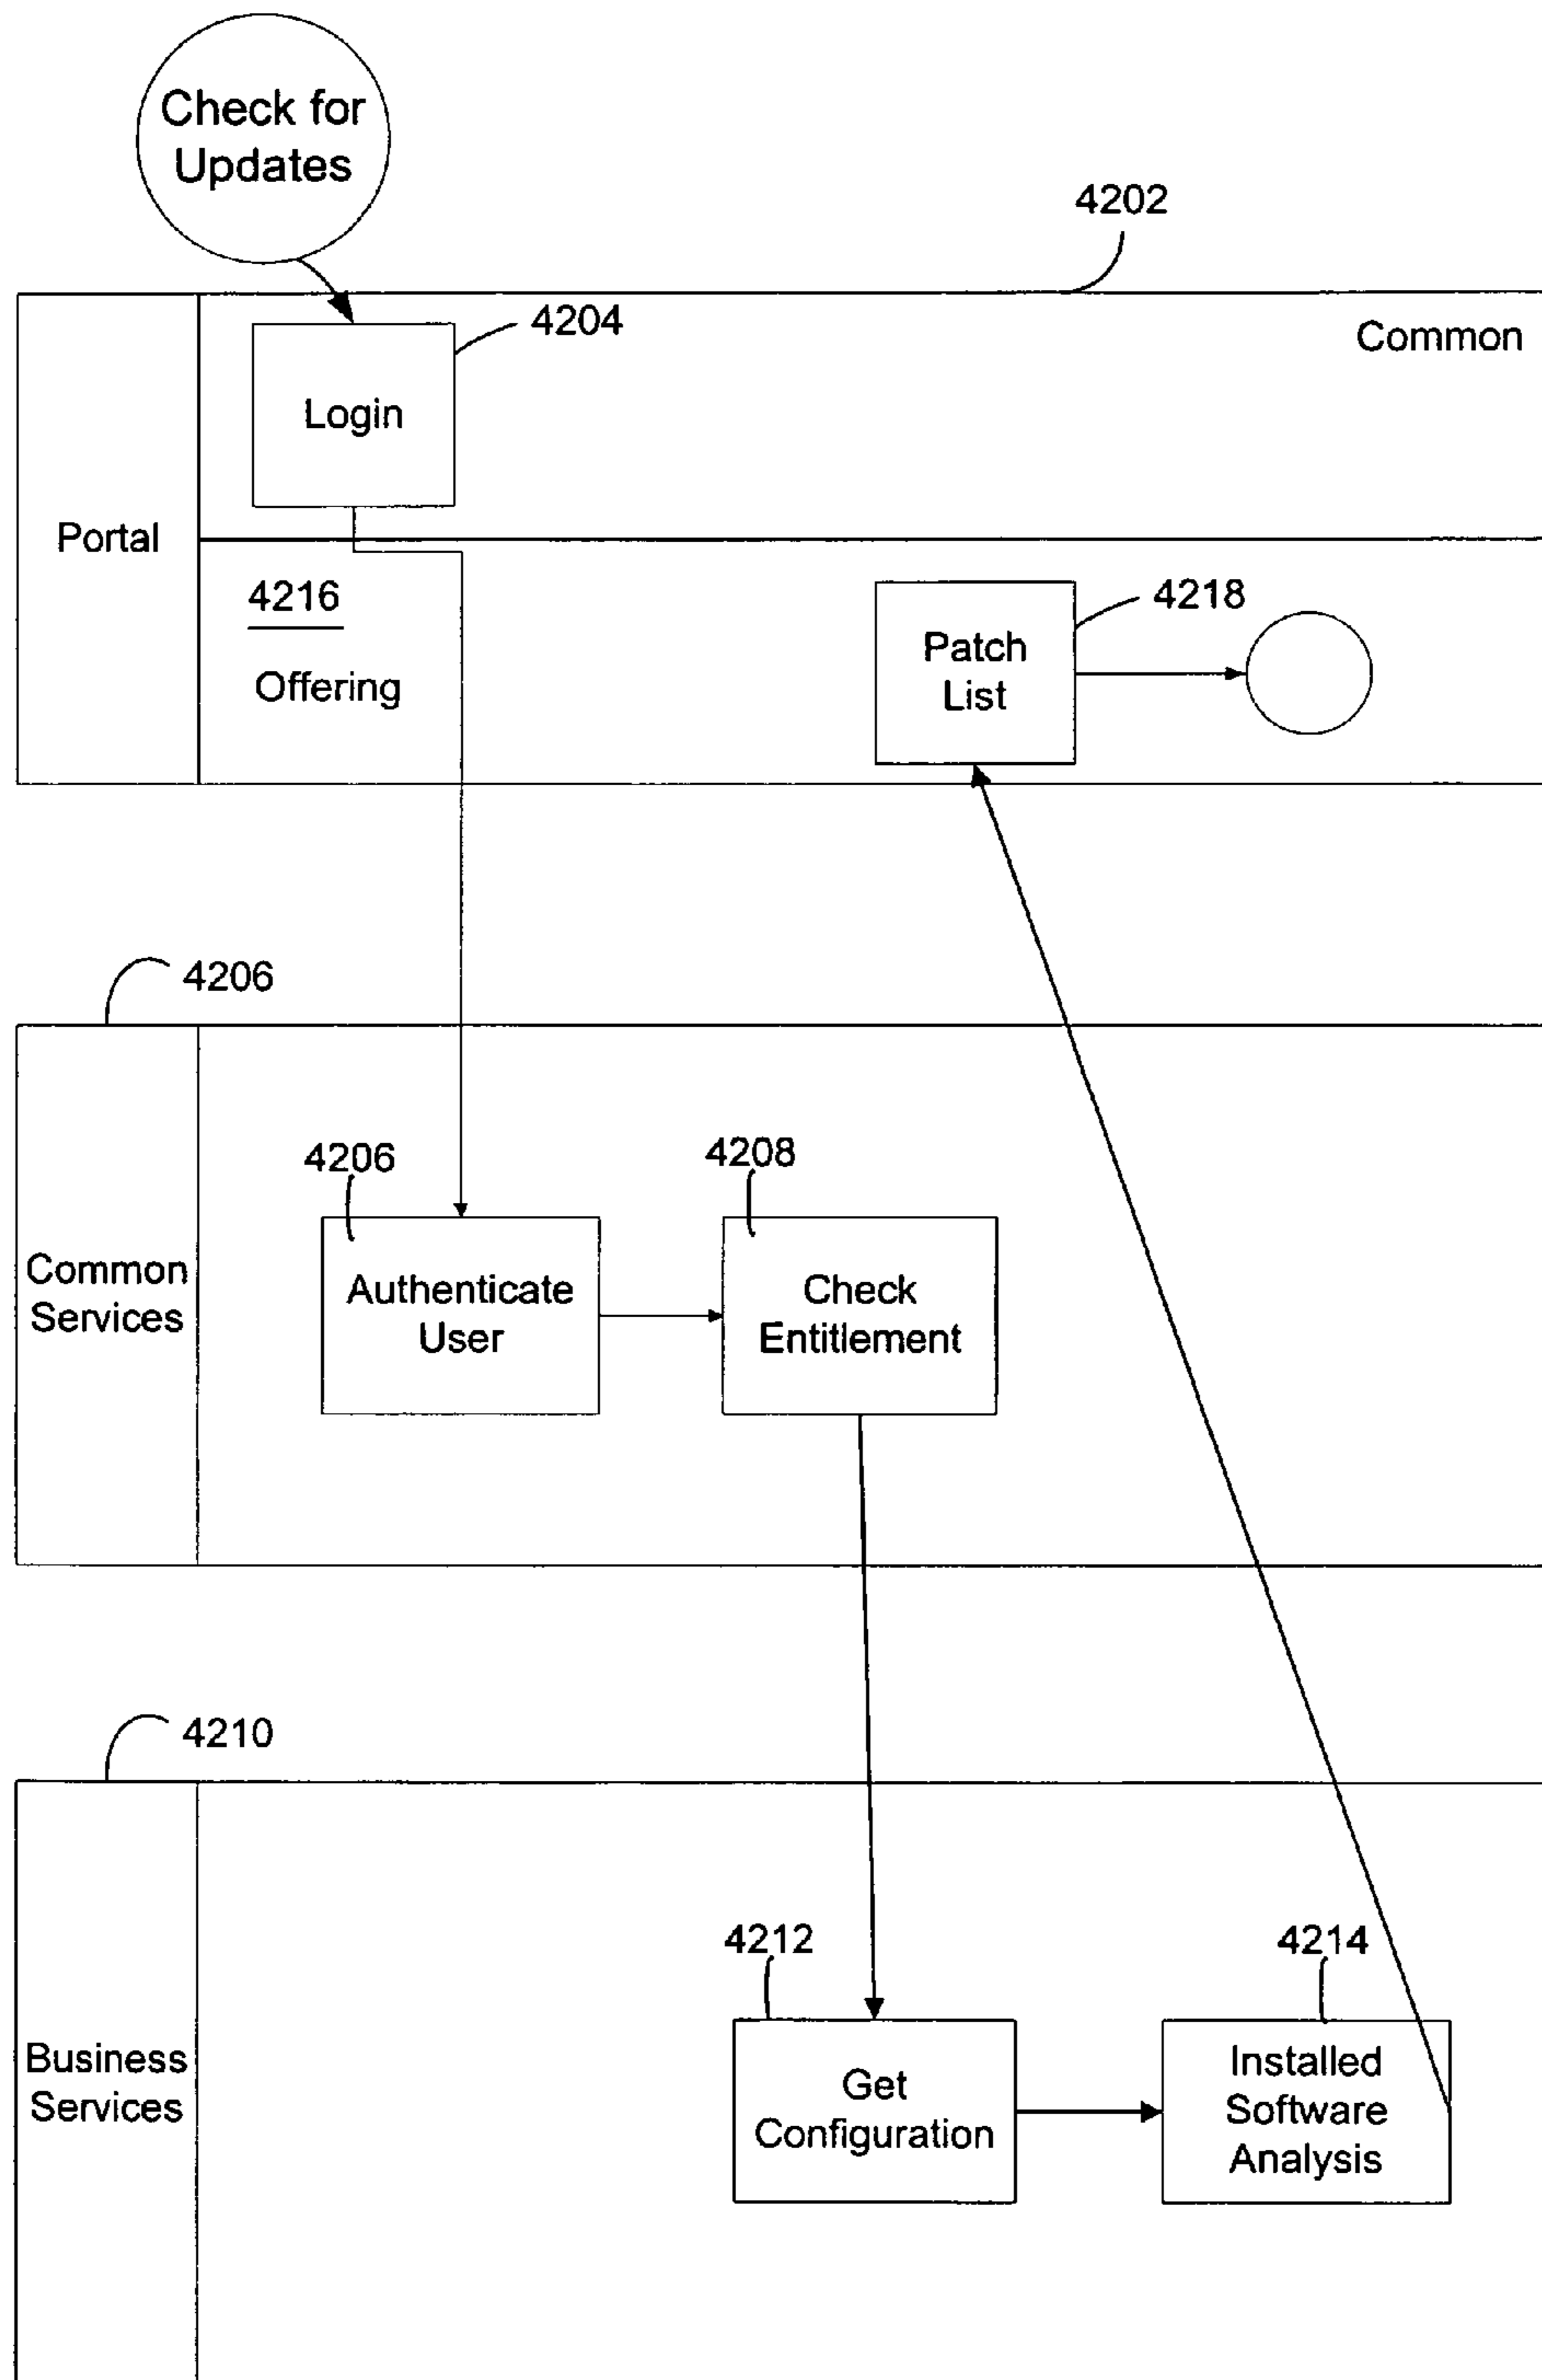 Check for
Updates
4202
4204
Common
Login
Portal
4216
4218
Offering
Patch
List
4206
4206
4208
Common
Services
Authenticate
User
Check
Entitlement
4210
4212
4214
Business
Services
Get
Configuration
Installed
Software
Analysis